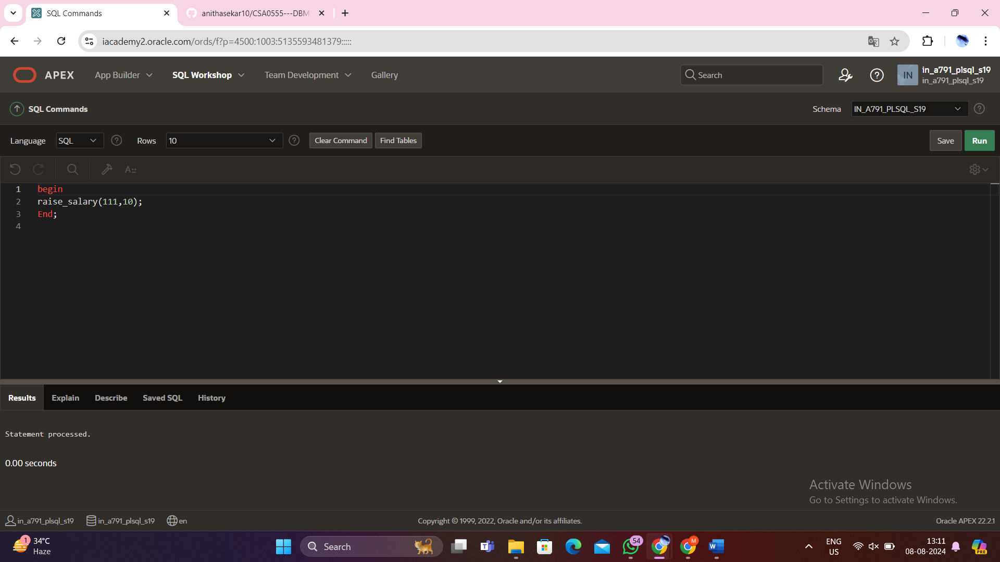 SQL Commands
anithasekar10/CSA0555---DBM
iacademy2.oracle.com/ords/f?p=4500:1003:5135593481379:::::
APEX
App Builder
SQL Workshop
Team Development
Gallery
Search
IN
in_a791_plsql_s19
in_a791_plsql_s19
SQL Commands
Schema
IN_A791_PLSQL_S19
Language
SQL
Rows
10
Clear Command
Find Tables
Save
Run
A::
1 begin
2 raise_salary(111,10);
3 End;
4
Results
Explain
Describe
Saved SQL
History
Statement processed.
0.00 seconds
Activate Windows
Go to Settings to activate Windows.
in_a791_plsql_s19
in_a791_plsql_s19
en
Copyright © 1999, 2022, Oracle and/or its affiliates.
Oracle APEX 22.2.1
1
34°C
Haze
Search
54
M
W
ENG
US
13:11
08-08-2024
PRE